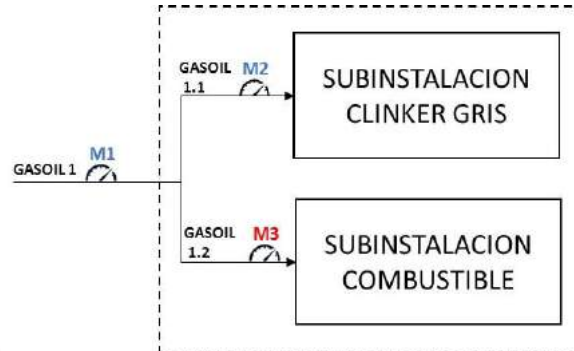 GASOIL M2
1.1
SUBINSTALACION
CLINKER GRIS
M1
GASOIL 1
GASOIL M3
1.2
SUBINSTALACION
COMBUSTIBLE